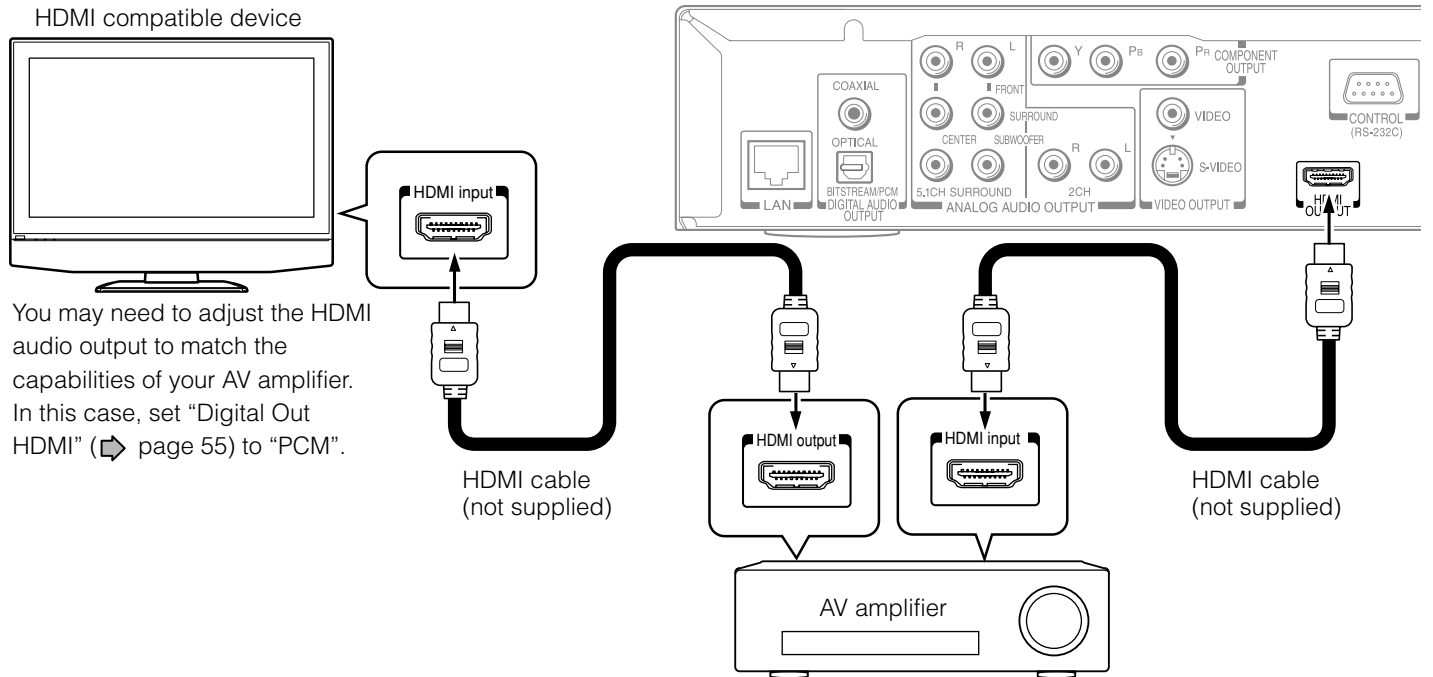 HDMI compatible device
HDMI input
You may need to adjust the HDMI
audio output to match the
capabilities of your AV amplifier.
In this case, set “Digital Out
HDMI” ( page 55) to “PCM”.
HDMI cable
(not supplied)
LAN
COAXIAL
OPTICAL
BITSTREAM/PCM
DIGITAL AUDIO
OUTPUT
R L
FRONT
SURROUND
CENTER SUBWOOFER
5.1CH SURROUND
R L
2CH
ANALOG AUDIO OUTPUT
Y PB PR
COMPONENT
OUTPUT
VIDEO
S-VIDEO
VIDEO OUTPUT
CONTROL
(RS-232C)
HDMI
OUTPUT
HDMI output
HDMI input
HDMI cable
(not supplied)
AV amplifier